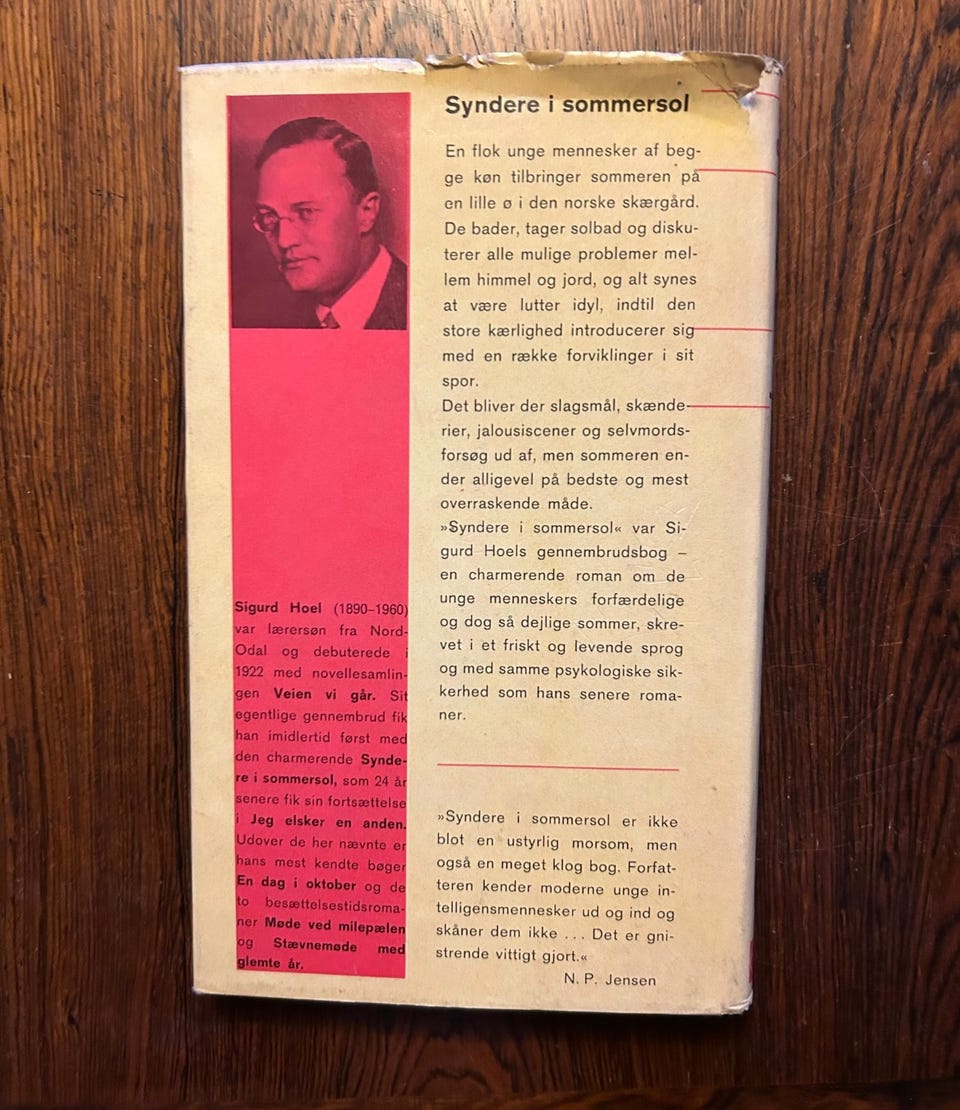 Syndere i sommersol
En flok unge mennesker af beg-
ge køn tilbringer sommeren på
en lille ø i den norske skærgård.
De bader, tager solbad og disku-
terer alle mulige problemer mel-
lem himmel og jord, og alt synes
at være lutter idyl, indtil den
store kærlighed introducerer sig
med en række forviklinger i sit
spor.
Det bliver der slagsmål, skænde-
rier, jalousiscener og selvmords-
forsøg ud af, men sommeren en-
der alligevel på bedste og mest
overraskende måde.
»Syndere i sommersol« var Si-
gurd Hoels gennembrudsbog –
en charmerende roman om de
unge menneskers forfærdelige
og dog så dejlige sommer, skre-
vet i et friskt og levende sprog
og med samme psykologiske sik-
kerhed som hans senere roma-
ner.
»Syndere i sommersol er ikke
blot en ustyrlig morsom, men
også en meget klog bog. Forfat-
teren kender moderne unge in-
telligensmennesker ud og ind og
skåner dem ikke ... Det er gni-
strende vittigt gjort.«
N. P. Jensen
Sigurd Hoel (1890–1960)
var lærersøn fra Nord-
Odal og debuterede i
1922 med novellesamlin-
gen Veien vi går. Sit
egentlige gennembrud fik
han imidlertid først med
den charmerende Synde-
re i sommersol, som 24 år
senere fik sin fortsættelse
i Jeg elsker en anden.
Udover de her nævnte er
hans mest kendte bøger
En dag i oktober og de
to besættelsestidsroma-
ner Møde ved milepælen
og Stævnemøde med
glemte år.